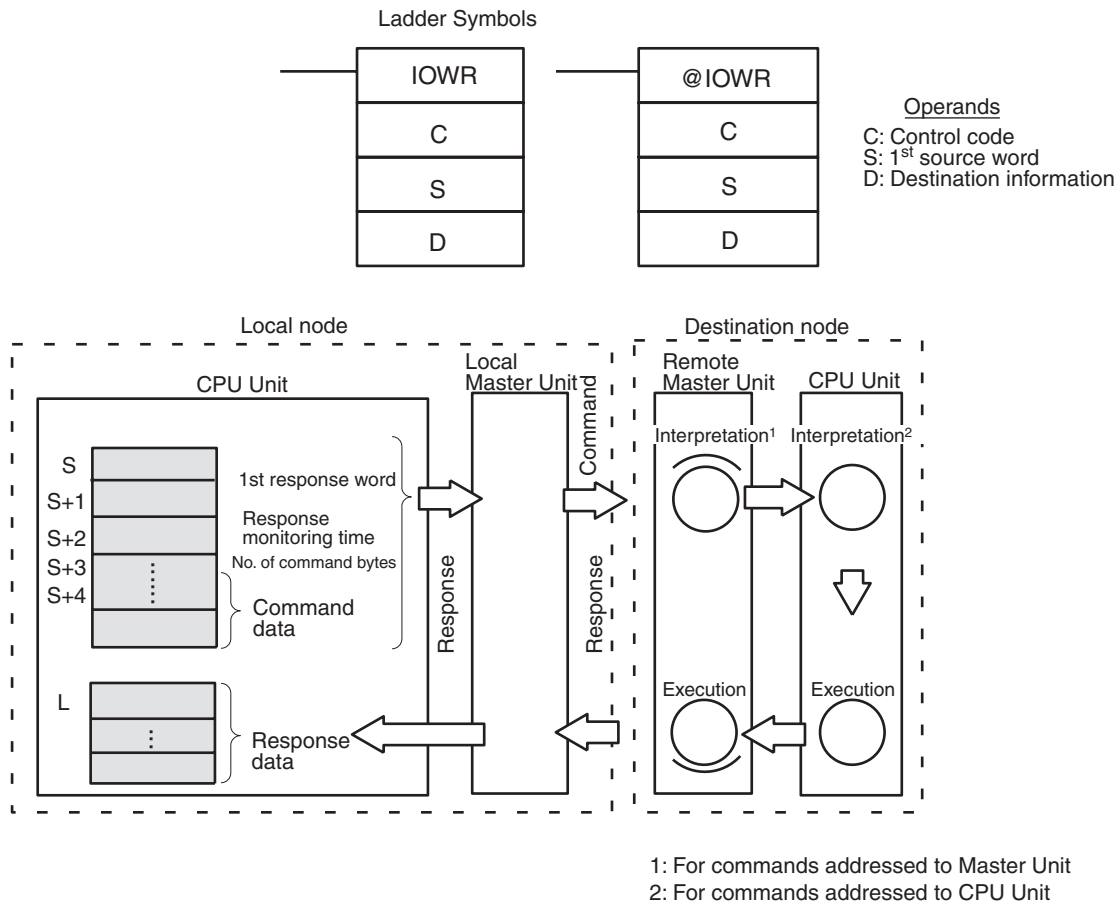 Ladder Symbols
IOWR
C
S
D
@IOWR
C
S
D
Operands
C: Control code
S: 1st source word
D: Destination information
Local node
CPU Unit
Local
Master Unit
S
S+1
S+2
S+3
S+4
1st response word
Response
monitoring time
No. of command bytes
Command
data
L
Response
data
Response
Command
Response
Destination node
Remote
Master Unit
CPU Unit
Interpretation1
Interpretation2
Execution
Execution
1: For commands addressed to Master Unit
2: For commands addressed to CPU Unit